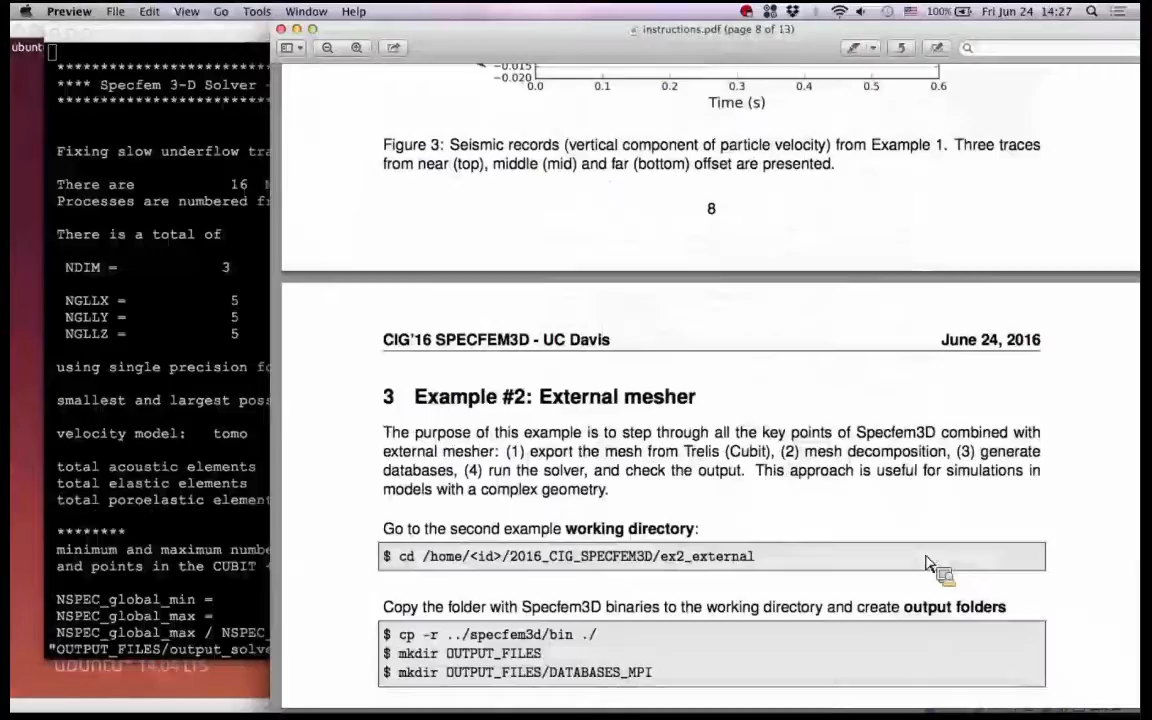 Preview File Edit View Go Tools Window Help 100% Fri Jun 24 14:27
ubunt
instructions.pdf (page 8 of 13)
**** Specfem 3-D Solver
Fixing slow underflow tra
There are 16
Processes are numbered f
There is a total of
NDIM = 3
NGLLX = 5
NGLLY = 5
NGLLZ = 5
using single precision fo
smallest and largest poss
velocity model: tomo
total acoustic elements
total elastic elements
total poroelastic element
********
minimum and maximum numbe
and points in the CUBIT
NSPEC_global_min =
NSPEC_global_max =
NSPEC_global_max / NSPEC_
"OUTPUT_FILES/output_solve
ubuntu 14.04 LTS
−0.015
−0.020
0.0 0.1 0.2 0.3 0.4 0.5 0.6
Time (s)
Figure 3: Seismic records (vertical component of particle velocity) from Example 1. Three traces
from near (top), middle (mid) and far (bottom) offset are presented.
8
CIG'16 SPECFEM3D - UC Davis June 24, 2016
3 Example #2: External mesher
The purpose of this example is to step through all the key points of Specfem3D combined with
external mesher: (1) export the mesh from Trelis (Cubit), (2) mesh decomposition, (3) generate
databases, (4) run the solver, and check the output. This approach is useful for simulations in
models with a complex geometry.
Go to the second example working directory:
$ cd /home/<id>/2016_CIG_SPECFEM3D/ex2_external
Copy the folder with Specfem3D binaries to the working directory and create output folders
$ cp -r ../specfem3d/bin ./
$ mkdir OUTPUT_FILES
$ mkdir OUTPUT_FILES/DATABASES_MPI